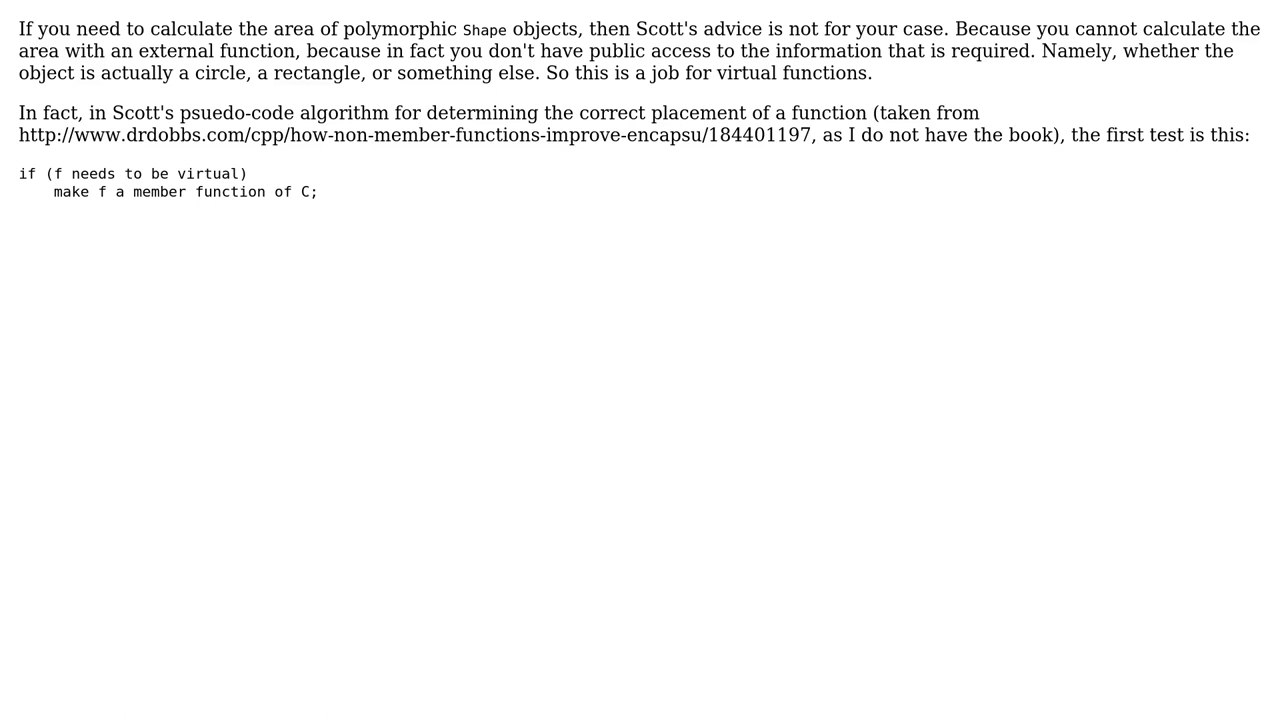 If you need to calculate the area of polymorphic Shape objects, then Scott's advice is not for your case. Because you cannot calculate the
area with an external function, because in fact you don't have public access to the information that is required. Namely, whether the
object is actually a circle, a rectangle, or something else. So this is a job for virtual functions.
In fact, in Scott's psuedo-code algorithm for determining the correct placement of a function (taken from
http://www.drdobbs.com/cpp/how-non-member-functions-improve-encapsu/184401197, as I do not have the book), the first test is this:
if (f needs to be virtual)
    make f a member function of C;